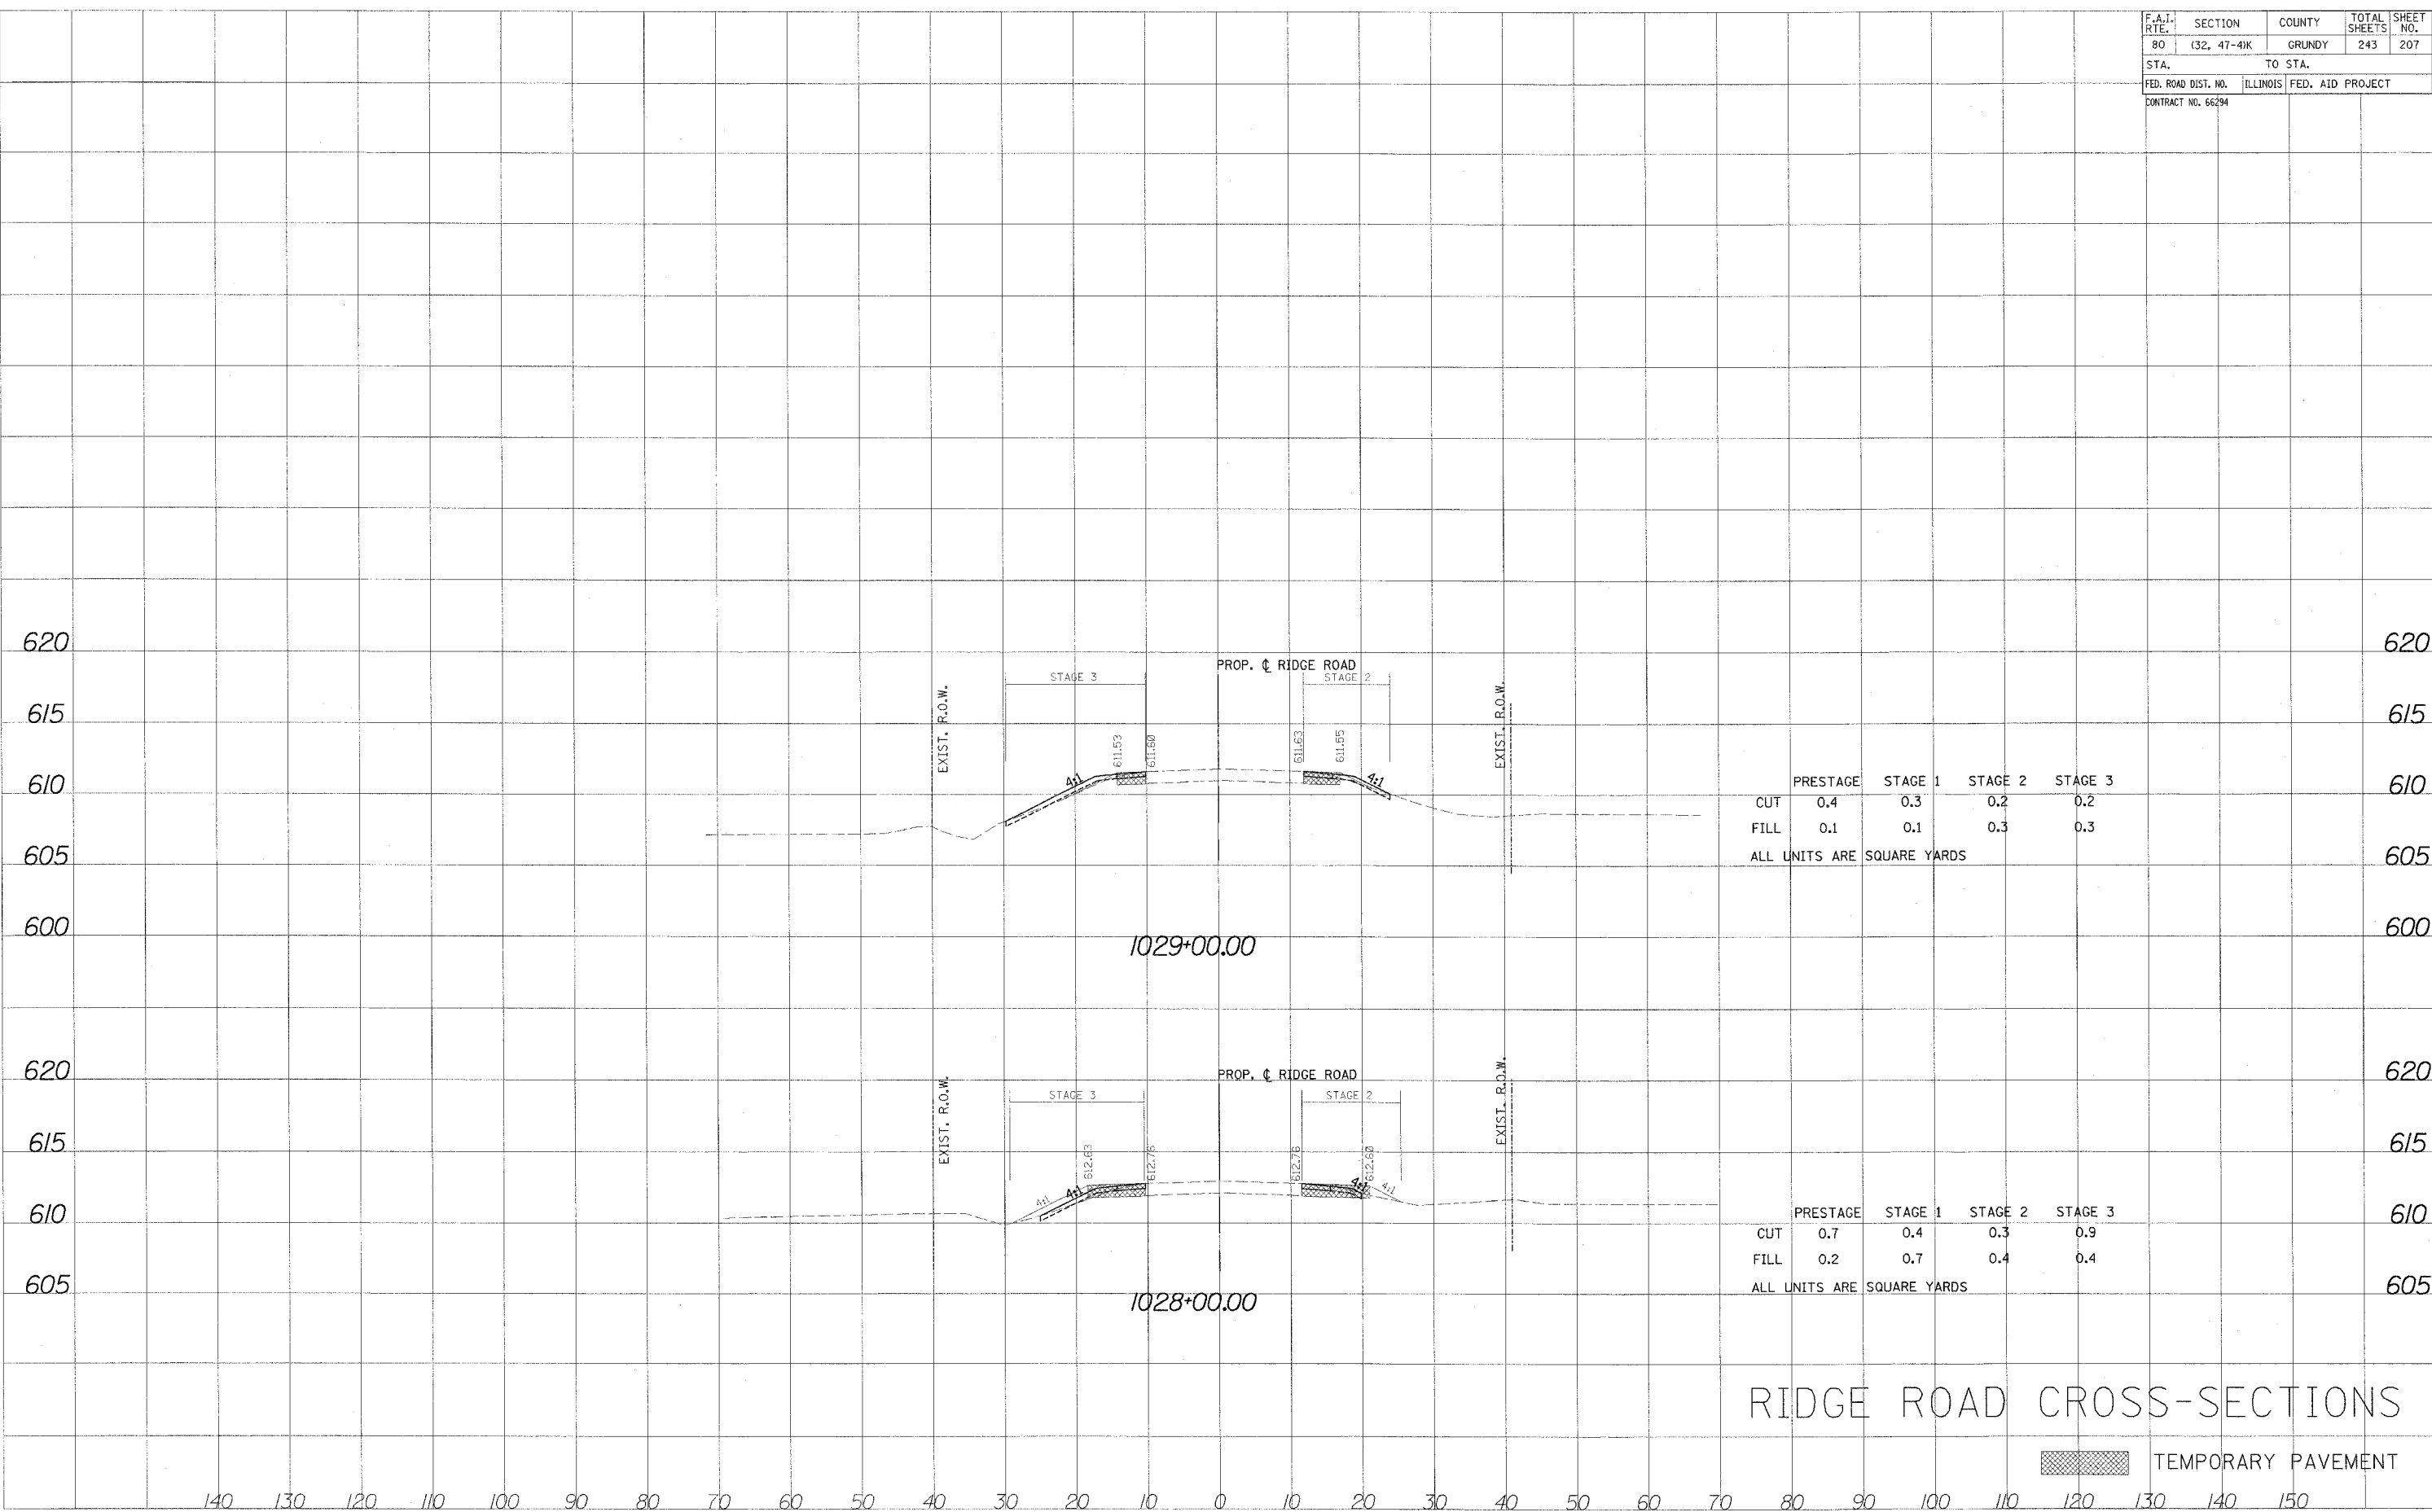 F.A.I. RTE. SECTION COUNTY TOTAL SHEETS SHEET NO.
80 (32, 47-4)K GRUNDY 243 207
STA. TO STA.
FED. ROAD DIST. NO. ILLINOIS FED. AID PROJECT
CONTRACT NO. 66294
620 620
PROP. ℄ RIDGE ROAD
STAGE 3 STAGE 2
EXIST. R.O.W. EXIST. R.O.W.
615 615
611.53 611.60 611.63 611.55
4:1 4:1
610 610
PRESTAGE STAGE 1 STAGE 2 STAGE 3
CUT 0.4 0.3 0.2 0.2
FILL 0.1 0.1 0.3 0.3
ALL UNITS ARE SQUARE YARDS
605 605
600 600
1029+00.00
620 620
PROP. ℄ RIDGE ROAD
STAGE 3 STAGE 2
EXIST. R.O.W. EXIST. R.O.W.
615 615
612.63 612.76 612.76 612.60
4:1 4:1 4:1 4:1
610 610
PRESTAGE STAGE 1 STAGE 2 STAGE 3
CUT 0.7 0.4 0.3 0.9
FILL 0.2 0.7 0.4 0.4
ALL UNITS ARE SQUARE YARDS
605 605
1028+00.00
RIDGE ROAD CROSS-SECTIONS
TEMPORARY PAVEMENT
140 130 120 110 100 90 80 70 60 50 40 30 20 10 0 10 20 30 40 50 60 70 80 90 100 110 120 130 140 150